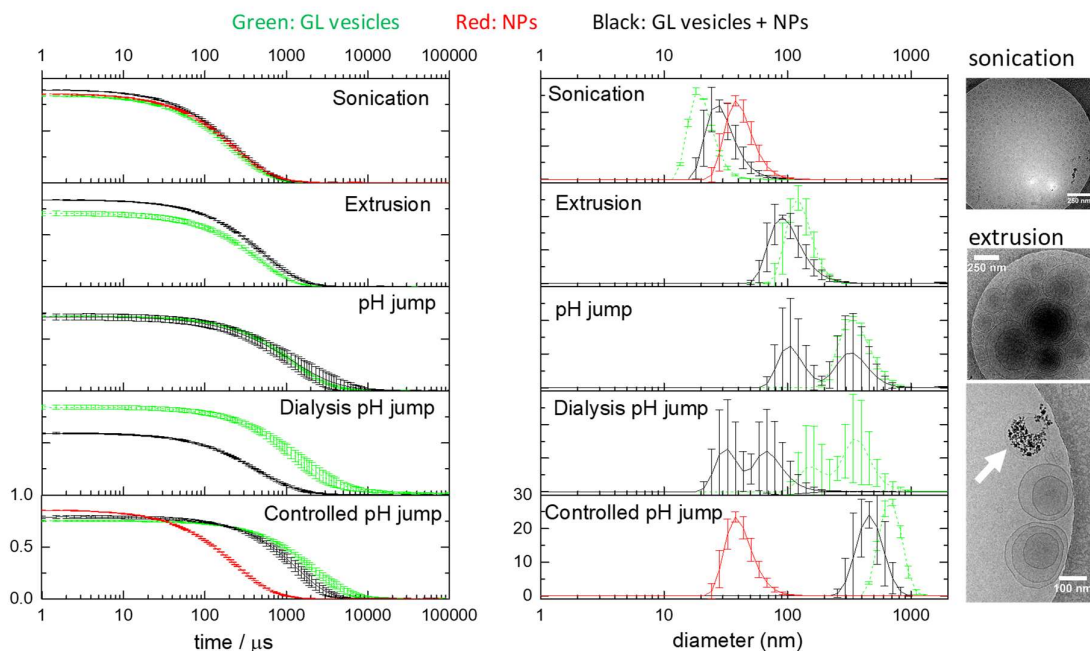 Green: GL vesicles Red: NPs Black: GL vesicles + NPs
1 10 100 1000 10000 100000
1 10 100 1000
sonication
Sonication
Sonication
250 nm
Extrusion
Extrusion
extrusion
250 nm
pH jump
pH jump
Dialysis pH jump
Dialysis pH jump
1.0
0.5
0.0
Controlled pH jump
30
20
10
0
Controlled pH jump
100 nm
1 10 100 1000 10000 100000
time / μs
1 10 100 1000
diameter (nm)